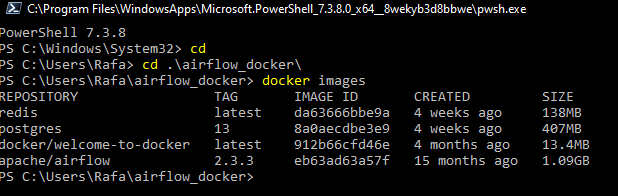 C:\Program Files\WindowsApps\Microsoft.PowerShell_7.3.8.0_x64__8wekyb3d8bbwe\pwsh.exe
PowerShell 7.3.8
PS C:\Windows\System32> cd
PS C:\Users\Rafa> cd .\airflow_docker\
PS C:\Users\Rafa\airflow_docker> docker images
REPOSITORY TAG IMAGE ID CREATED SIZE
redis latest da63666bbe9a 4 weeks ago 138MB
postgres 13 8a0aecdbe3e9 4 weeks ago 407MB
docker/welcome-to-docker latest 912b66cfd46e 4 months ago 13.4MB
apache/airflow 2.3.3 eb63ad63a57f 15 months ago 1.09GB
PS C:\Users\Rafa\airflow_docker>